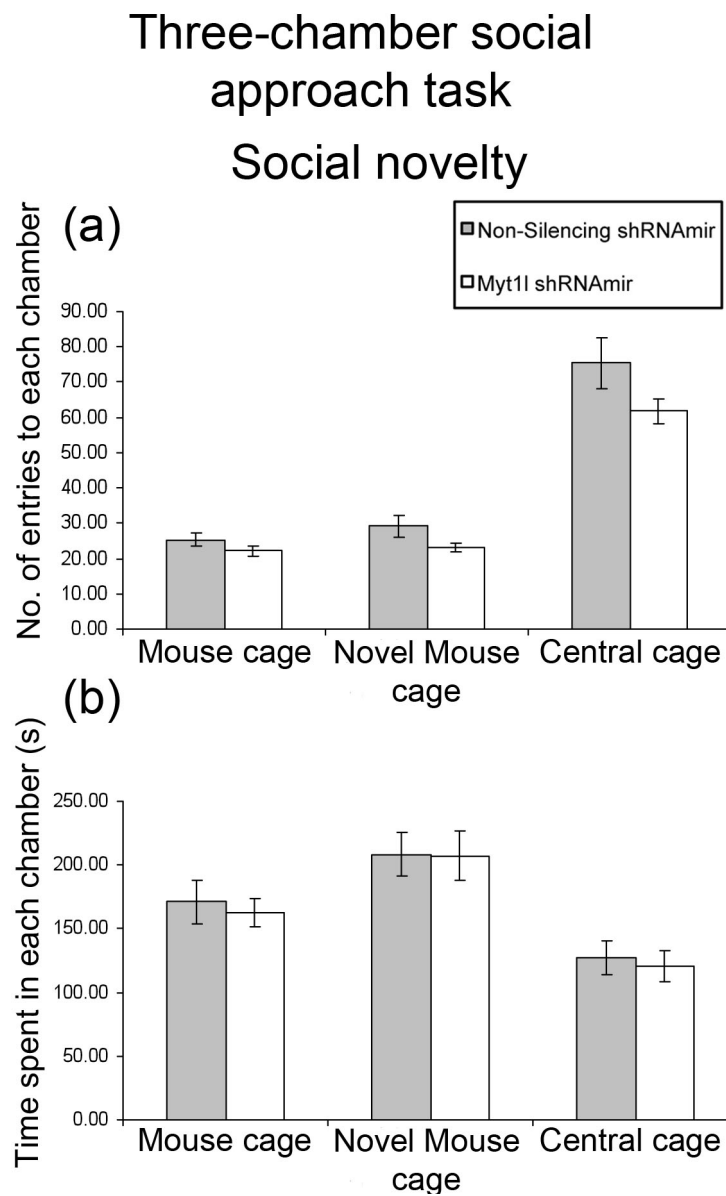 Three-chamber social
approach task
Social novelty
(a)
Non-Silencing shRNAmir
Myt1l shRNAmir
No. of entries to each chamber
90.00
80.00
70.00
60.00
50.00
40.00
30.00
20.00
10.00
0.00
Mouse cage
Novel Mouse
cage
Central cage
(b)
Time spent in each chamber (s)
250.00
200.00
150.00
100.00
50.00
0.00
Mouse cage
Novel Mouse
cage
Central cage